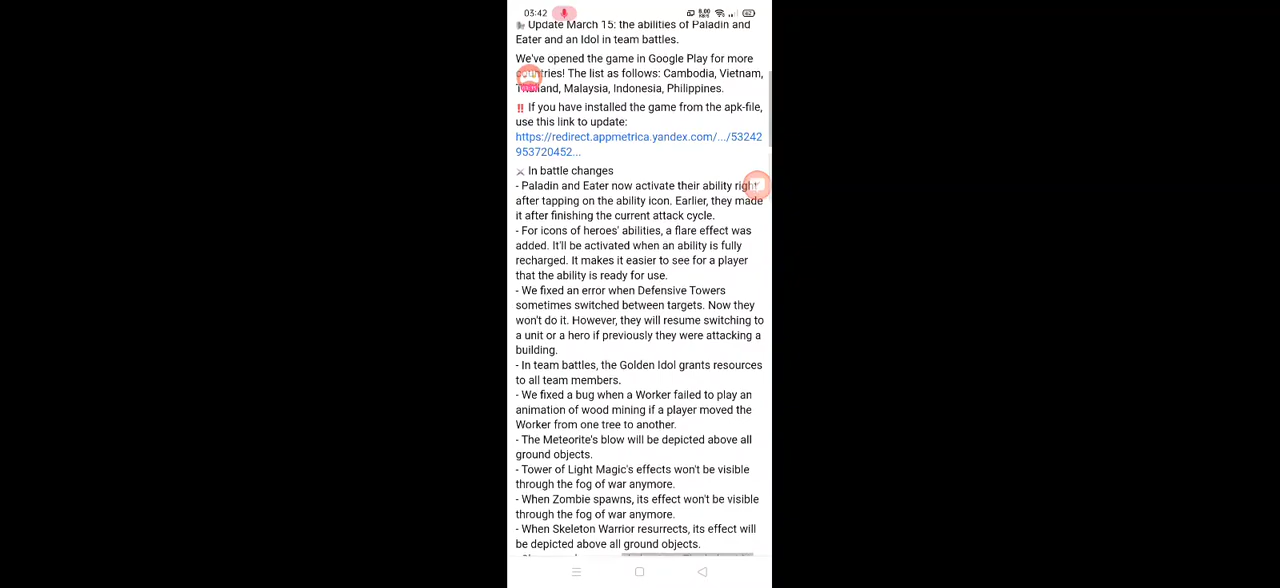 03:42
6.00 KB/S
62
Update March 15: the abilities of Paladin and
Eater and an Idol in team battles.
We've opened the game in Google Play for more
countries! The list as follows: Cambodia, Vietnam,
Thailand, Malaysia, Indonesia, Philippines.
‼ If you have installed the game from the apk-file,
use this link to update:
https://redirect.appmetrica.yandex.com/.../53242
953720452...
⚔ In battle changes
- Paladin and Eater now activate their ability right
after tapping on the ability icon. Earlier, they made
it after finishing the current attack cycle.
- For icons of heroes' abilities, a flare effect was
added. It'll be activated when an ability is fully
recharged. It makes it easier to see for a player
that the ability is ready for use.
- We fixed an error when Defensive Towers
sometimes switched between targets. Now they
won't do it. However, they will resume switching to
a unit or a hero if previously they were attacking a
building.
- In team battles, the Golden Idol grants resources
to all team members.
- We fixed a bug when a Worker failed to play an
animation of wood mining if a player moved the
Worker from one tree to another.
- The Meteorite's blow will be depicted above all
ground objects.
- Tower of Light Magic's effects won't be visible
through the fog of war anymore.
- When Zombie spawns, its effect won't be visible
through the fog of war anymore.
- When Skeleton Warrior resurrects, its effect will
be depicted above all ground objects.